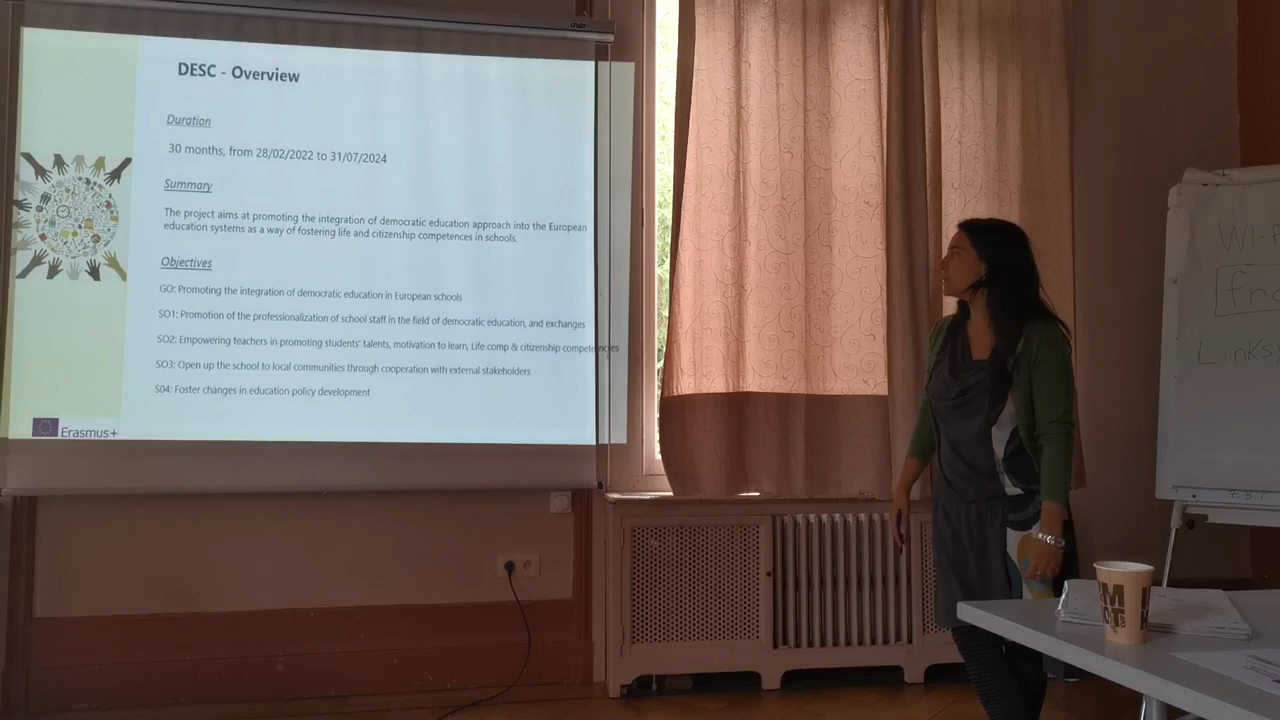 DESC - Overview
Duration
30 months, from 28/02/2022 to 31/07/2024
Summary
The project aims at promoting the integration of democratic education approach into the European
education systems as a way of fostering life and citizenship competences in schools.
Objectives
GO: Promoting the integration of democratic education in European schools
SO1: Promotion of the professionalization of school staff in the field of democratic education, and exchanges
SO2: Empowering teachers in promoting students' talents, motivation to learn, Life comp & citizenship competencies
SO3: Open up the school to local communities through cooperation with external stakeholders
S04: Foster changes in education policy development
Erasmus+
WI-F
Fro
Links
CUP